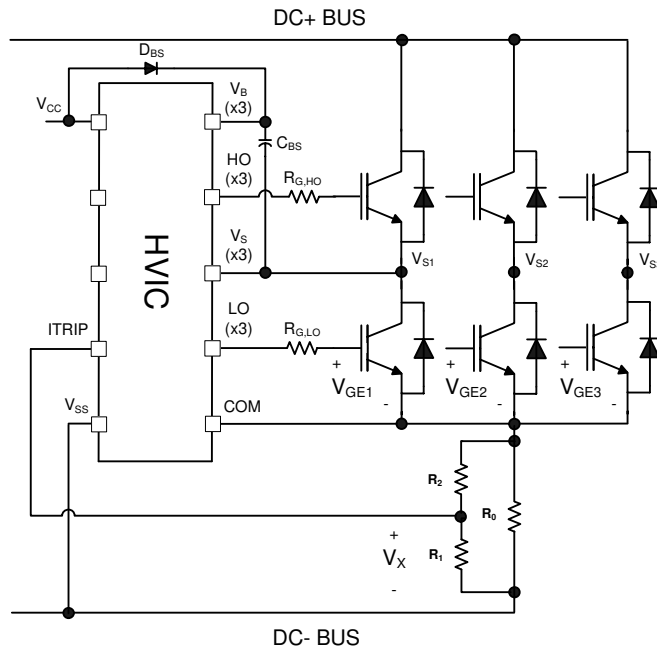 DC+ BUS
DBS
VCC
VB
(x3)
CBS
HO
(x3)
RG,HO
VS
(x3)
VS1
VS2
VS
HVIC
LO
(x3)
ITRIP
RG,LO
+
VGE1
-
+
VGE2
-
+
VGE3
-
VSS
COM
R2
R0
+
VX
R1
-
DC- BUS